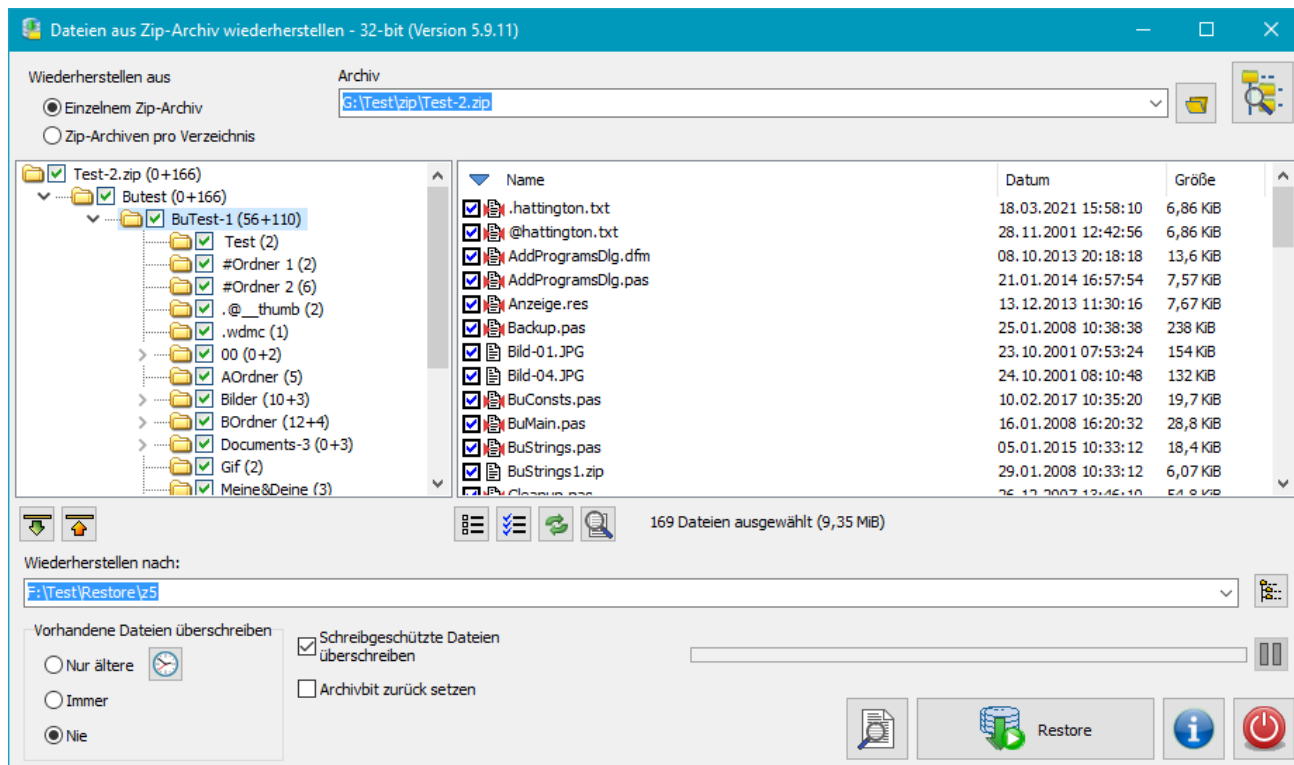 Dateien aus Zip-Archiv wiederherstellen - 32-bit (Version 5.9.11)
Wiederherstellen aus
Einzelnem Zip-Archiv
Zip-Archiven pro Verzeichnis
Archiv
G:\Test\zip\Test-2.zip
Test-2.zip (0+166)
Butest (0+166)
BuTest-1 (56+110)
Test (2)
#Ordner 1 (2)
#Ordner 2 (6)
.@__thumb (2)
.wdmc (1)
00 (0+2)
AOrdner (5)
Bilder (10+3)
BOrdner (12+4)
Documents-3 (0+3)
Gif (2)
Meine&Deine (3)
Name Datum Größe
.hattington.txt 18.03.2021 15:58:10 6,86 KiB
@hattington.txt 28.11.2001 12:42:56 6,86 KiB
AddProgramsDlg.dfm 08.10.2013 20:18:18 13,6 KiB
AddProgramsDlg.pas 21.01.2014 16:57:54 7,57 KiB
Anzeige.res 13.12.2013 11:30:16 7,67 KiB
Backup.pas 25.01.2008 10:38:38 238 KiB
Bild-01.JPG 23.10.2001 07:53:24 154 KiB
Bild-04.JPG 24.10.2001 08:10:48 132 KiB
BuConsts.pas 10.02.2017 10:35:20 19,7 KiB
BuMain.pas 16.01.2008 16:20:32 28,8 KiB
BuStrings.pas 05.01.2015 10:33:12 18,4 KiB
BuStrings1.zip 29.01.2008 10:33:12 6,07 KiB
Cleanup.pas 26.12.2007 13:46:10 54,8 KiB
169 Dateien ausgewählt (9,35 MiB)
Wiederherstellen nach:
F:\Test\Restore\z5
Vorhandene Dateien überschreiben
Nur ältere
Immer
Nie
Schreibgeschützte Dateien
überschreiben
Archivbit zurück setzen
Restore